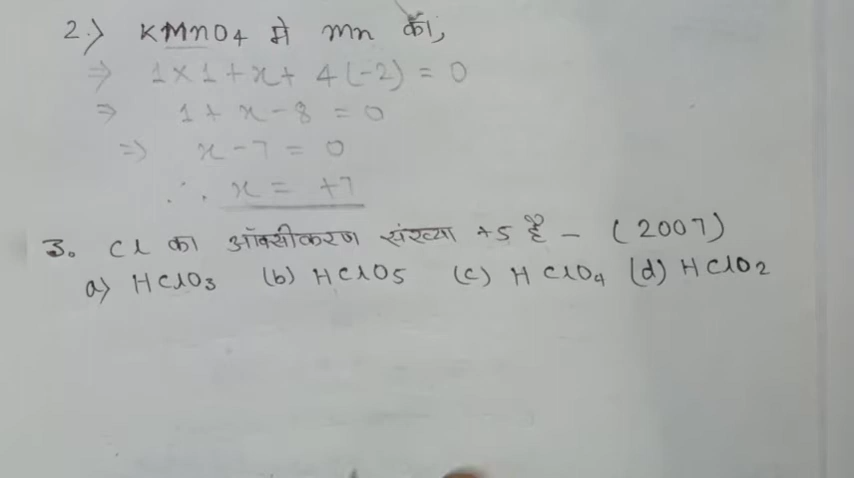 2.) KMnO4 मे mn का,
⇒ 1×1+x+ 4(-2) = 0
⇒ 1 + x - 8 = 0
⇒ x - 7 = 0
∴ x = +7
3. Cl का ऑक्सीकरण संख्या +5 है - (2007)
a) HClO3 (b) HClO5 (c) HClO4 (d) HClO2